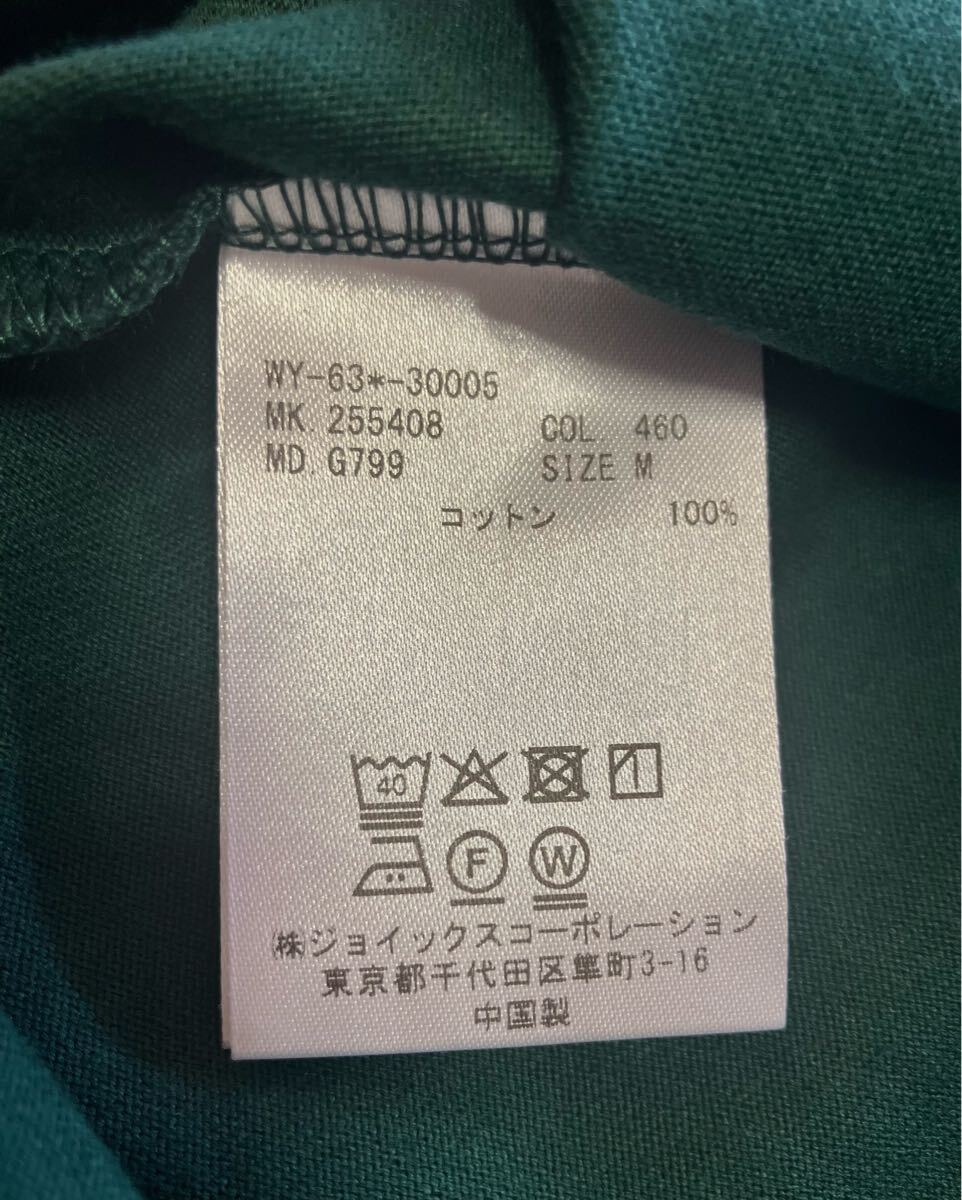 WY-63*-30005
MK. 255408 COL. 460
MD. G799 SIZE M
コットン 100%
40
F W
㈱ジョイックスコーポレーション
東京都千代田区隼町3-16
中国製